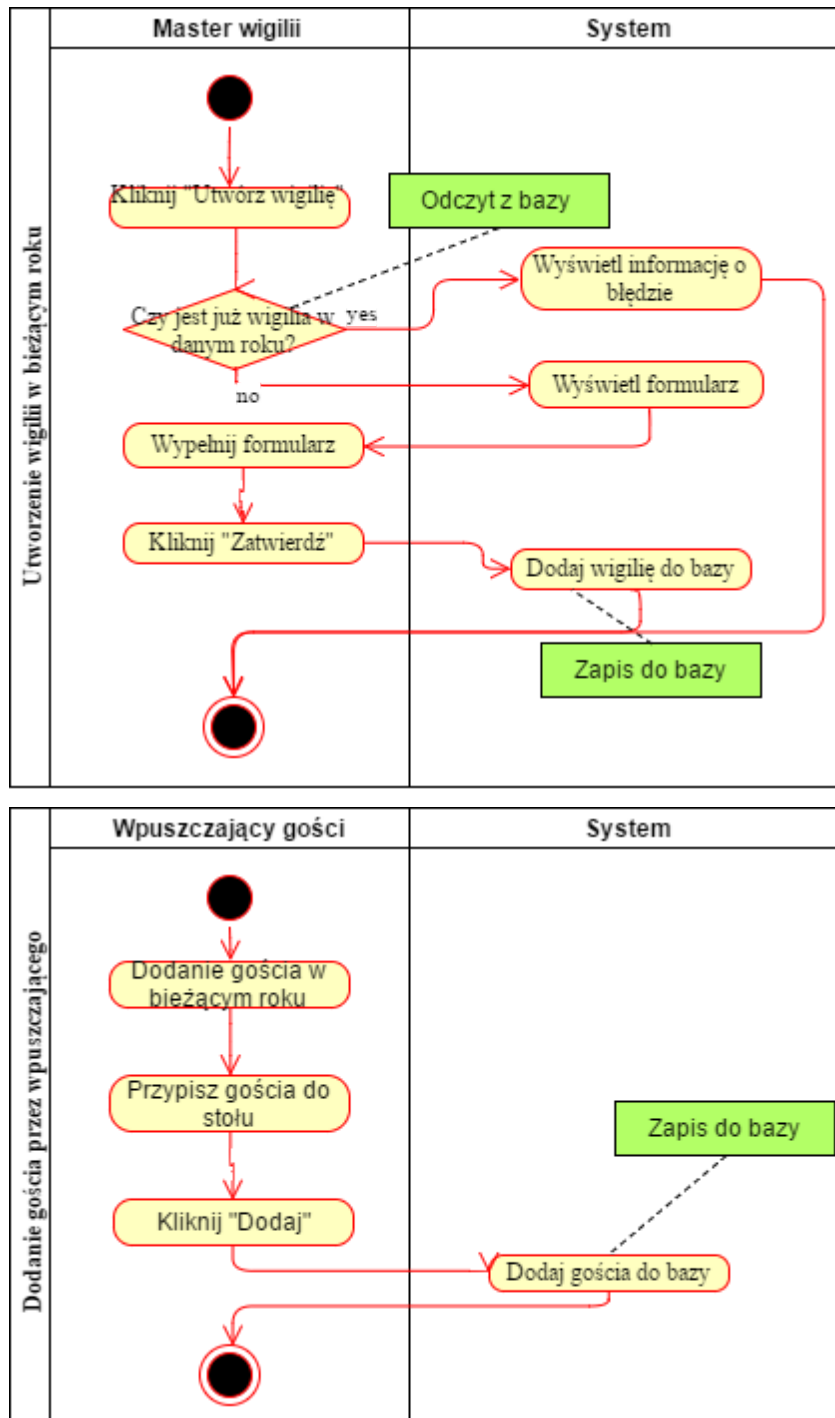 Master wigilii
System
Utworzenie wigilii w bieżącym roku
Kliknij "Utwórz wigilię"
Odczyt z bazy
Czy jest już wigilia w
danym roku?
yes
Wyświetl informację o
błędzie
no
Wyświetl formularz
Wypełnij formularz
Kliknij "Zatwierdź"
Dodaj wigilię do bazy
Zapis do bazy
Wpuszczający gości
System
Dodanie gościa przez wpuszczającego
Dodanie gościa w
bieżącym roku
Przypisz gościa do
stołu
Zapis do bazy
Kliknij "Dodaj"
Dodaj gościa do bazy